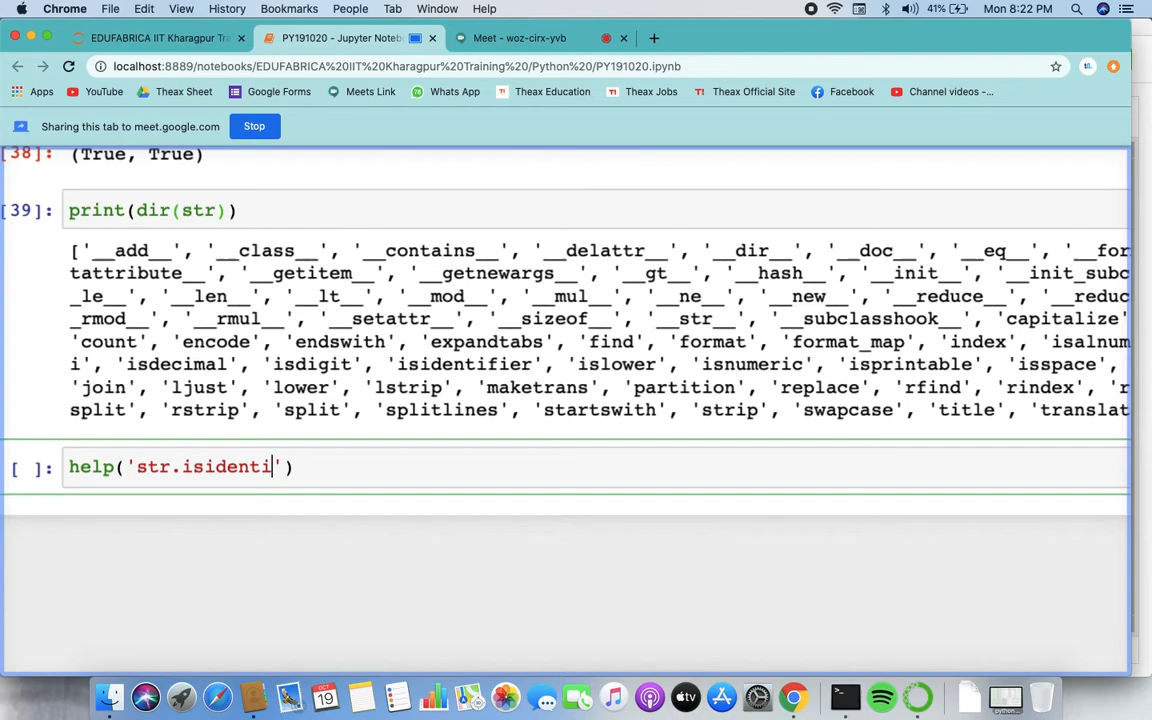 Chrome File Edit View History Bookmarks People Tab Window Help 41% Mon 8:22 PM
EDUFABRICA IIT Kharagpur Tra PY191020 - Jupyter Noteb Meet - woz-cirx-yvb
localhost:8889/notebooks/EDUFABRICA%20IIT%20Kharagpur%20Training%20/Python%20/PY191020.ipynb
Apps YouTube Theax Sheet Google Forms Meets Link Whats App Theax Education Theax Jobs Theax Official Site Facebook Channel videos -...
Sharing this tab to meet.google.com Stop
[38]: (True, True)
[39]: print(dir(str))
['__add__', '__class__', '__contains__', '__delattr__', '__dir__', '__doc__', '__eq__', '__for
tattribute__', '__getitem__', '__getnewargs__', '__gt__', '__hash__', '__init__', '__init_subc
_le__', '__len__', '__lt__', '__mod__', '__mul__', '__ne__', '__new__', '__reduce__', '__reduc
_rmod__', '__rmul__', '__setattr__', '__sizeof__', '__str__', '__subclasshook__', 'capitalize'
'count', 'encode', 'endswith', 'expandtabs', 'find', 'format', 'format_map', 'index', 'isalnum
i', 'isdecimal', 'isdigit', 'isidentifier', 'islower', 'isnumeric', 'isprintable', 'isspace',
'join', 'ljust', 'lower', 'lstrip', 'maketrans', 'partition', 'replace', 'rfind', 'rindex', 'r
split', 'rstrip', 'split', 'splitlines', 'startswith', 'strip', 'swapcase', 'title', 'translat
[ ]: help('str.isidenti')